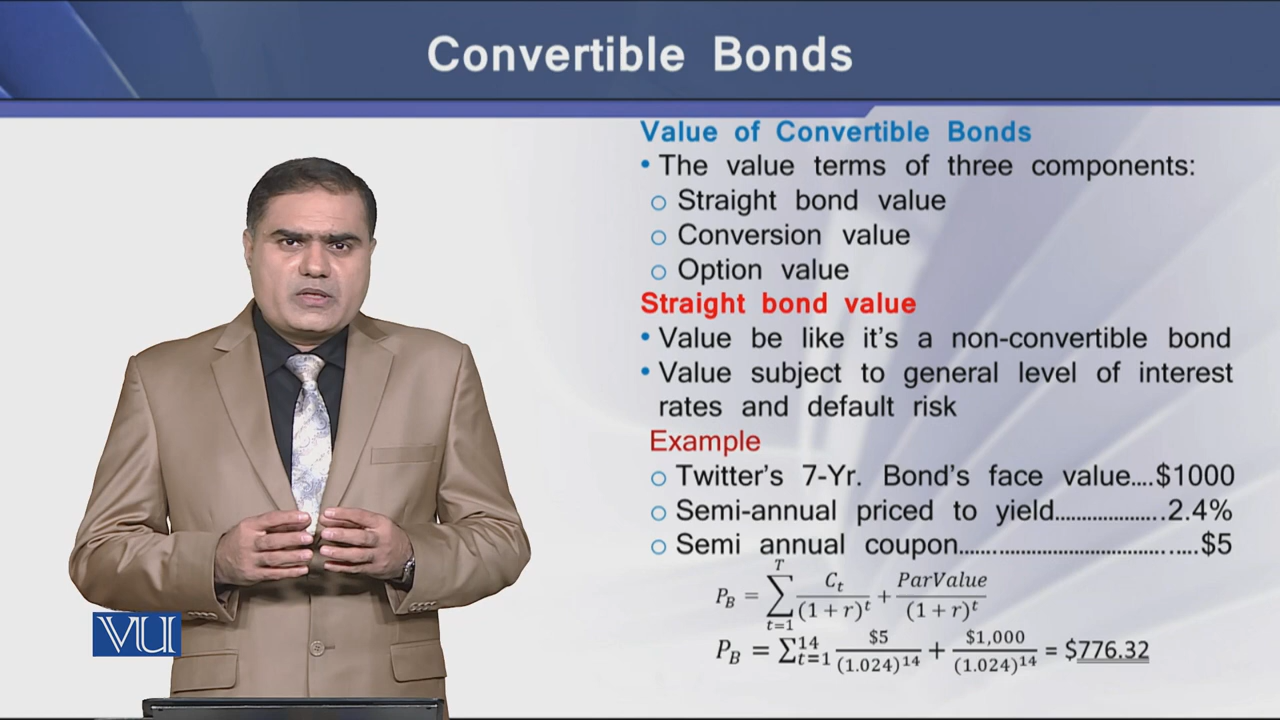 Convertible Bonds
Value of Convertible Bonds
• The value terms of three components:
○ Straight bond value
○ Conversion value
○ Option value
Straight bond value
• Value be like it's a non-convertible bond
• Value subject to general level of interest
rates and default risk
Example
○ Twitter's 7-Yr. Bond's face value....$1000
○ Semi-annual priced to yield.....................2.4%
○ Semi annual coupon...........................................$5
P_B = ∑_{t=1}^{T} C_t/(1 + r)^t + ParValue/(1 + r)^t
P_B = ∑_{t=1}^{14} $5/(1.024)^14 + $1,000/(1.024)^14 = $776.32
VU